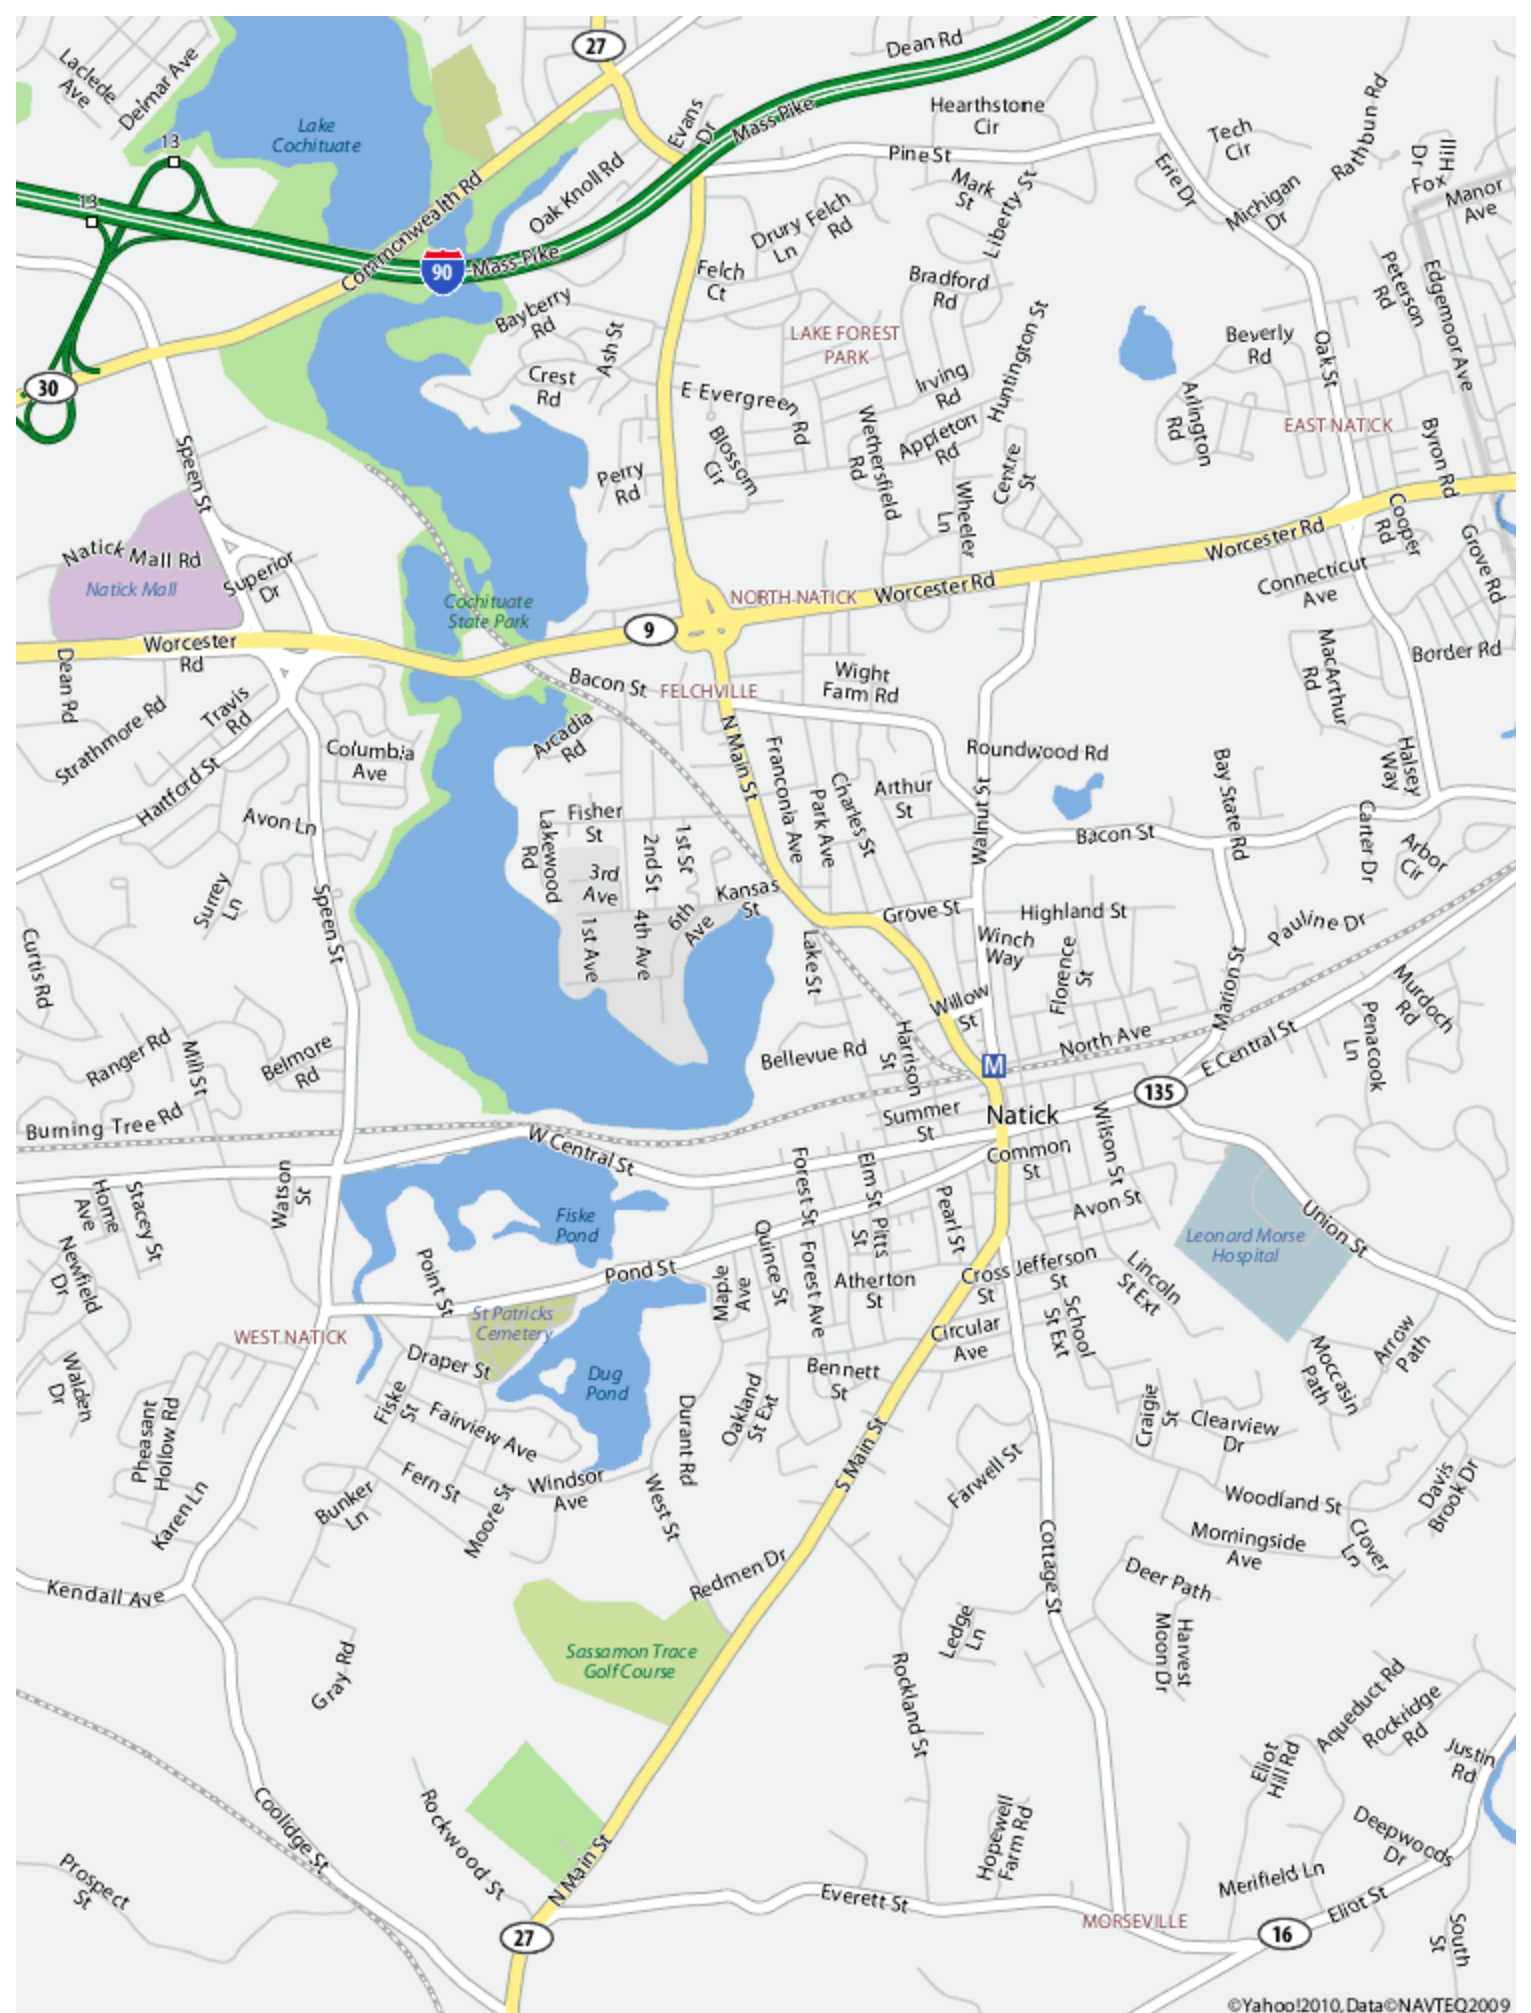 27
Dean Rd
Laclede
Ave
Delmar Ave
Lake
Cochituate
13
13
Evans
Dr
Mass Pike
Hearthstone
Cir
Tech
Cir
Rathbun Rd
Hill
Fox
Dr
Manor
Ave
Pine St
Mark
St
Erie Dr
Michigan
Dr
Oak Knoll Rd
Commonwealth Rd
90
Mass Pike
Drury
Ln
Felch
Rd
Liberty St
Felch
Ct
Bradford
Rd
Peterson
Rd
Edgemoor Ave
Bayberry
Rd
Ash St
LAKE FOREST
PARK
Huntington St
Beverly
Rd
Oak St
30
Crest
Rd
E Evergreen
Rd
Irving
Rd
Arlington
Rd
EAST NATICK
Byron Rd
Speen St
Perry
Rd
Blossom
Cir
Wethersfield
Rd
Appleton
Rd
Centre
St
Wheeler
Ln
Cooper
Rd
Grove Rd
Natick Mall Rd
Natick Mall
Superior
Dr
Cochituate
State Park
NORTH NATICK
Worcester Rd
Worcester Rd
Connecticut
Ave
9
Worcester
Rd
Dean Rd
Bacon St
FELCHVILLE
Wight
Farm Rd
MacArthur
Rd
Border Rd
Strathmore Rd
Travis
Rd
Hartford St
Columbia
Ave
Arcadia
Rd
N Main St
Franconia Ave
Park Ave
Charles St
Arthur
St
Roundwood Rd
Walnut St
Bay State Rd
Halsey
Way
Avon Ln
Lakewood
Rd
Fisher
St
1st St
2nd St
3rd
Ave
Bacon St
Carter Dr
Arbor
Cir
Surrey
Ln
Speen St
1st Ave
4th Ave
6th
Ave
Kansas
St
Grove St
Winch
Way
Highland St
Pauline Dr
Curtis Rd
Lake St
Florence
St
Marion St
Murdoch
Rd
Willow
St
Penacook
Ln
Ranger Rd
Mill St
Belmore
Rd
Bellevue Rd
Harrison
St
M
North Ave
E Central St
135
Burning Tree Rd
Summer
St
Natick
Wilson St
W Central St
Common
St
Home
Ave
Stacey St
Watson
St
Fiske
Pond
Forest St
Elm St
Pitts
St
Pearl St
Avon St
Leonard Morse
Hospital
Union St
Newfield
Dr
Point St
Pond St
Maple
Ave
Quince St
Forest Ave
Atherton
St
Cross
St
Jefferson
St
Lincoln
St Ext
St Patricks
Cemetery
WEST NATICK
Circular
Ave
School
St Ext
Arrow
Path
Walden
Dr
Draper St
Dug
Pond
Bennett
St
Moccasin
Path
Pheasant
Hollow Rd
Fiske
St
Fairview Ave
Durant Rd
Oakland
St Ext
Craigie
St
Clearview
Dr
Karen Ln
Bunker
Ln
Fern St
Moore St
Windsor
Ave
West St
S Main St
Farwell St
Woodland St
Davis
Brook Dr
Morningside
Ave
Clover
Ln
Kendall Ave
Redmen Dr
Cottage St
Deer Path
Gray Rd
Sassamon Trace
Golf Course
Ledge
Ln
Harvest
Moon Dr
Rockland St
Aqueduct Rd
Rockridge
Rd
Coolidge St
Eliot
Hill Rd
Justin
Rd
Rockwood St
N Main St
Hopewell
Farm Rd
Deepwoods
Dr
Prospect
St
Merifield Ln
Everett St
MORSEVILLE
Eliot St
27
16
South
St
©Yahoo!2010, Data©NAVTEQ2009